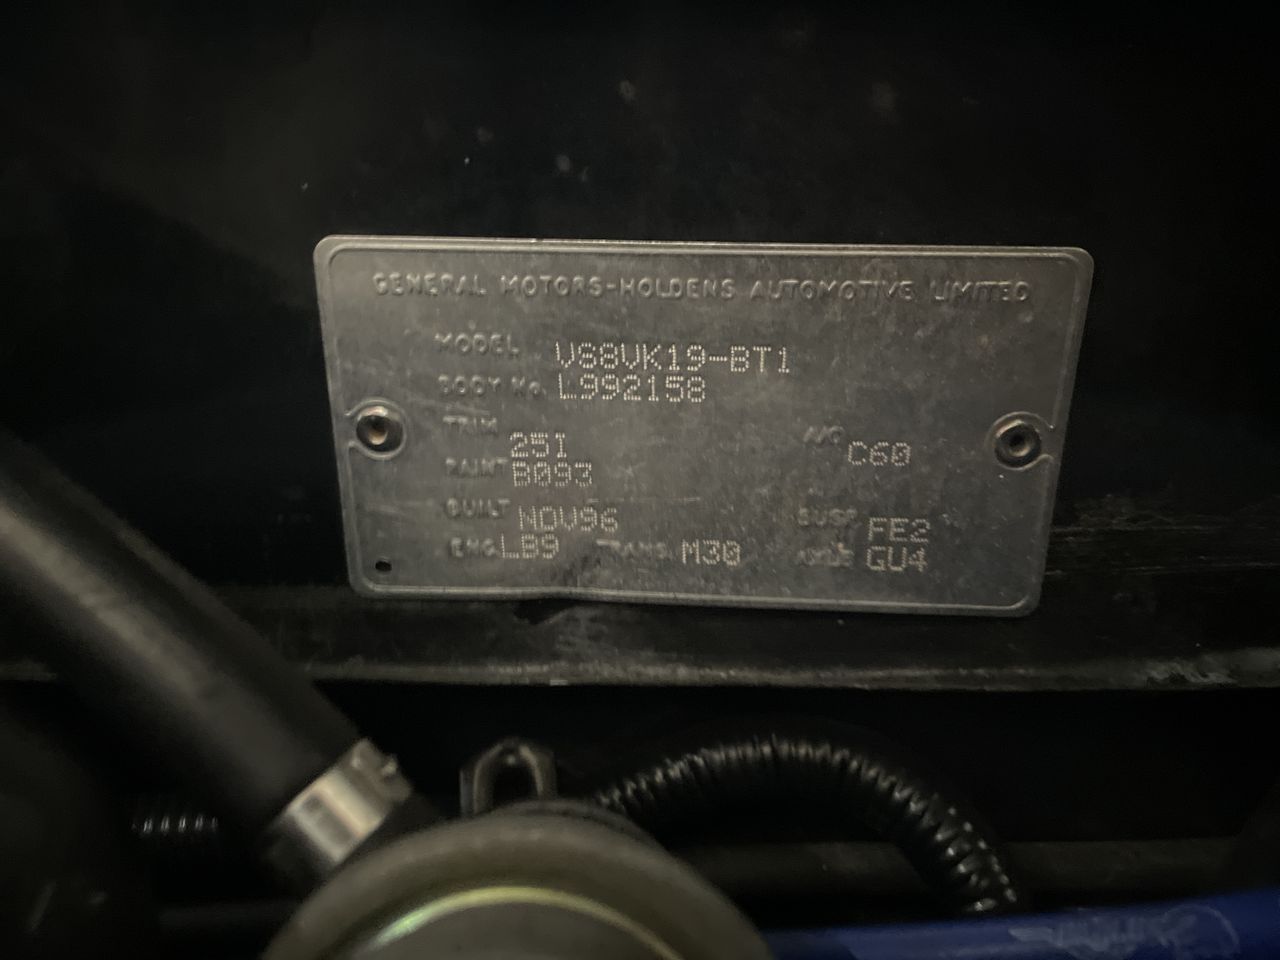 GENERAL MOTORS-HOLDENS AUTOMOTIVE LIMITED
MODEL VS8VK19-BT1
BODY No. L992158
TRIM 25I
A/C C60
PAINT B093
BUILT NOV96
SUSP FE2
ENG LB9 TRANS. M30
AXLE GU4